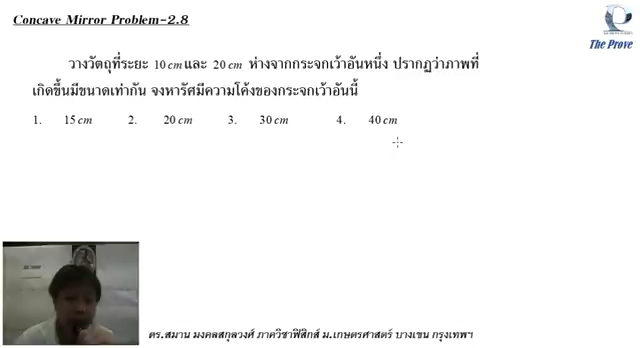 Concave Mirror Problem-2.8
The Prove
วางวัตถุที่ระยะ 10 cm และ 20 cm ห่างจากกระจกเว้าอันหนึ่ง ปรากฏว่าภาพที่
เกิดขึ้นมีขนาดเท่ากัน จงหารัศมีความโค้งของกระจกเว้าอันนี้
1. 15 cm 2. 20 cm 3. 30 cm 4. 40 cm
ดร.สมาน มงคลสกุลวงศ์ ภาควิชาฟิสิกส์ ม.เกษตรศาสตร์ บางเขน กรุงเทพฯ